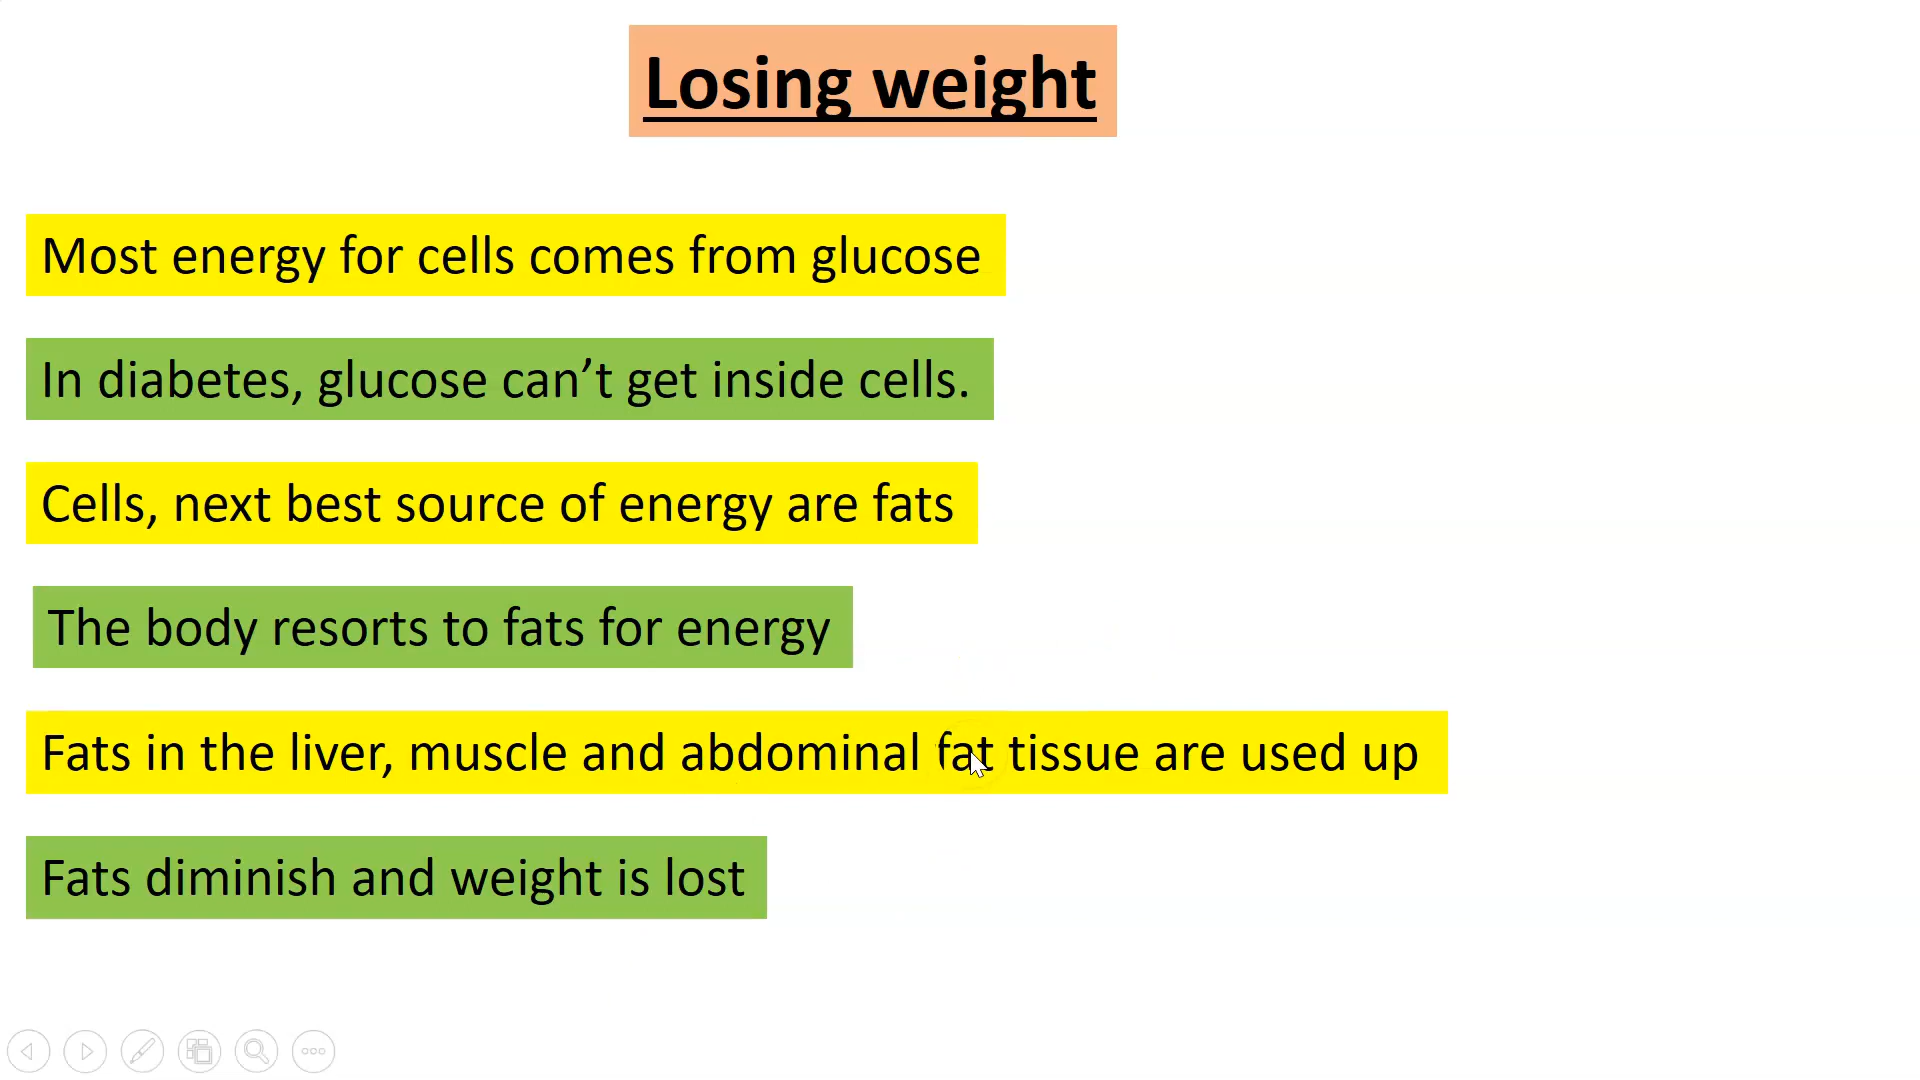 Losing weight
Most energy for cells comes from glucose
In diabetes, glucose can’t get inside cells.
Cells, next best source of energy are fats
The body resorts to fats for energy
Fats in the liver, muscle and abdominal fat tissue are used up
Fats diminish and weight is lost